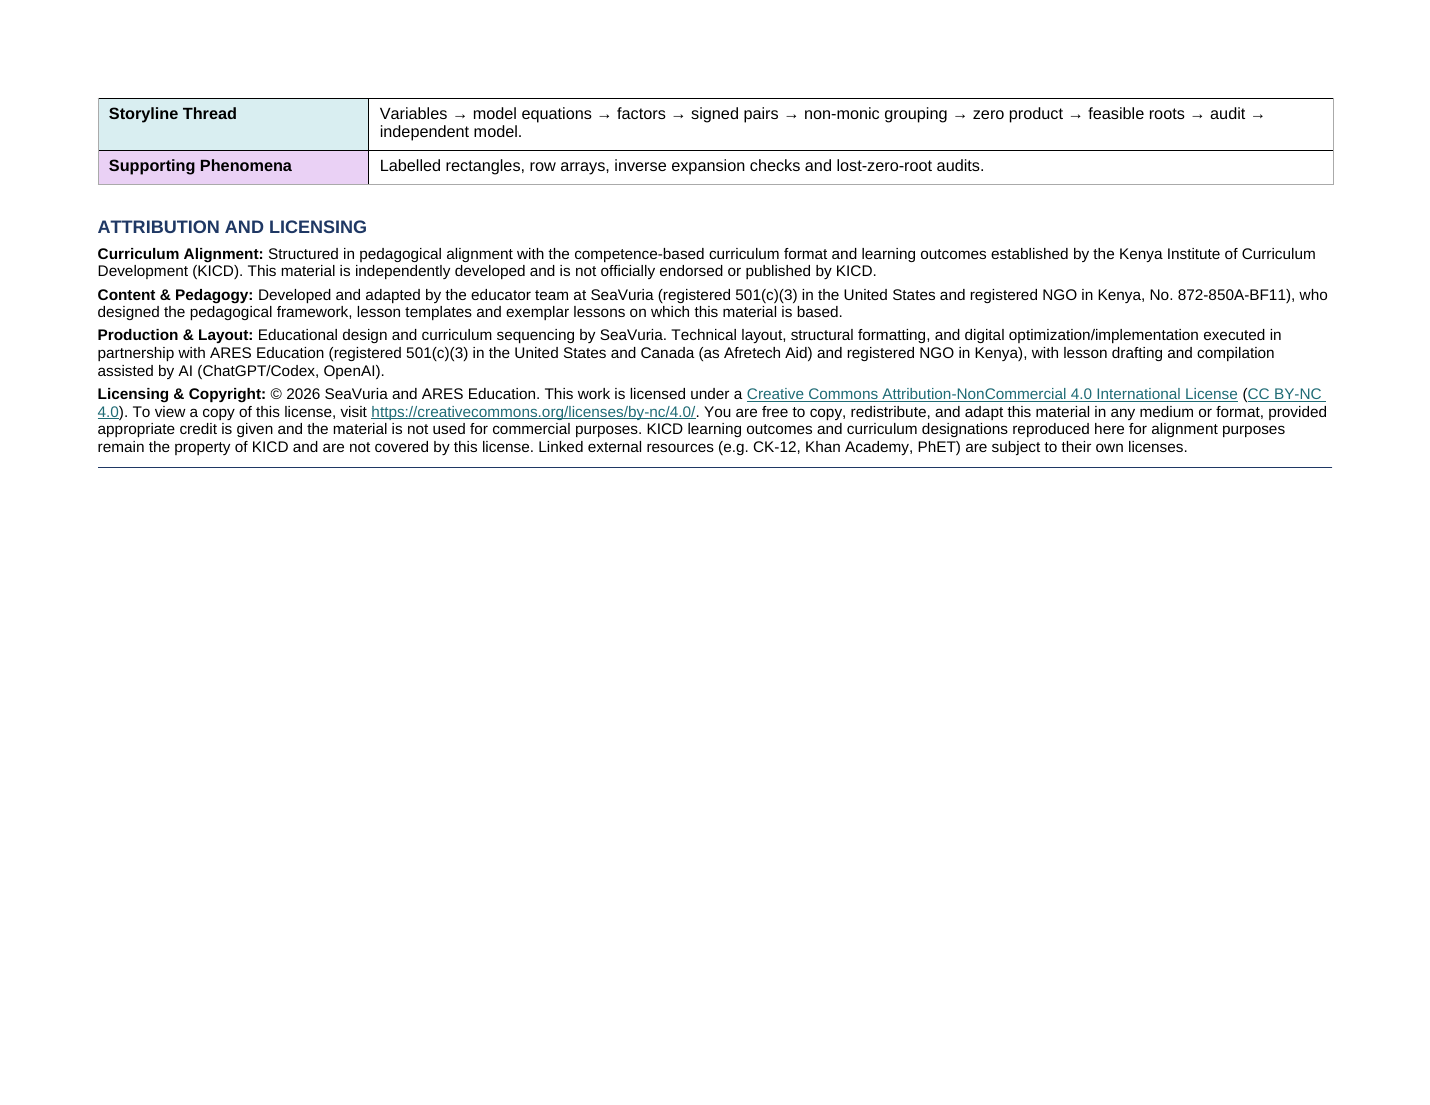 Storyline Thread
Variables → model equations → factors → signed pairs → non-monic grouping → zero product → feasible roots → audit →
independent model.
Supporting Phenomena
Labelled rectangles, row arrays, inverse expansion checks and lost-zero-root audits.
ATTRIBUTION AND LICENSING
Curriculum Alignment: Structured in pedagogical alignment with the competence-based curriculum format and learning outcomes established by the Kenya Institute of Curriculum
Development (KICD). This material is independently developed and is not officially endorsed or published by KICD.
Content & Pedagogy: Developed and adapted by the educator team at SeaVuria (registered 501(c)(3) in the United States and registered NGO in Kenya, No. 872-850A-BF11), who
designed the pedagogical framework, lesson templates and exemplar lessons on which this material is based.
Production & Layout: Educational design and curriculum sequencing by SeaVuria. Technical layout, structural formatting, and digital optimization/implementation executed in
partnership with ARES Education (registered 501(c)(3) in the United States and Canada (as Afretech Aid) and registered NGO in Kenya), with lesson drafting and compilation
assisted by AI (ChatGPT/Codex, OpenAI).
Licensing & Copyright: © 2026 SeaVuria and ARES Education. This work is licensed under a Creative Commons Attribution-NonCommercial 4.0 International License (CC BY-NC
4.0). To view a copy of this license, visit https://creativecommons.org/licenses/by-nc/4.0/. You are free to copy, redistribute, and adapt this material in any medium or format, provided
appropriate credit is given and the material is not used for commercial purposes. KICD learning outcomes and curriculum designations reproduced here for alignment purposes
remain the property of KICD and are not covered by this license. Linked external resources (e.g. CK-12, Khan Academy, PhET) are subject to their own licenses.